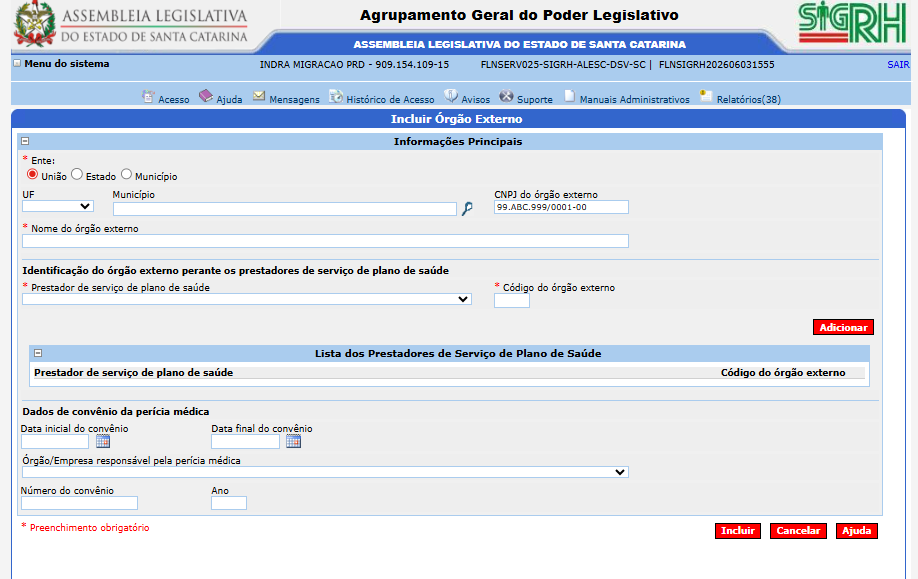 ASSEMBLEIA LEGISLATIVA
DO ESTADO DE SANTA CATARINA
Agrupamento Geral do Poder Legislativo
ASSEMBLEIA LEGISLATIVA DO ESTADO DE SANTA CATARINA
SIGRH
Menu do sistema
INDRA MIGRACAO PRD - 909.154.109-15 FLNSERV025-SIGRH-ALESC-DSV-SC | FLNSIGRH202606031555
SAIR
Acesso Ajuda Mensagens Histórico de Acesso Avisos Suporte Manuais Administrativos Relatórios(38)
Incluir Órgão Externo
Informações Principais
* Ente:
União Estado Município
UF Município CNPJ do órgão externo
99.ABC.999/0001-00
* Nome do órgão externo
Identificação do órgão externo perante os prestadores de serviço de plano de saúde
* Prestador de serviço de plano de saúde * Código do órgão externo
Adicionar
Lista dos Prestadores de Serviço de Plano de Saúde
Prestador de serviço de plano de saúde Código do órgão externo
Dados de convênio da perícia médica
Data inicial do convênio Data final do convênio
Órgão/Empresa responsável pela perícia médica
Número do convênio Ano
* Preenchimento obrigatório
Incluir Cancelar Ajuda